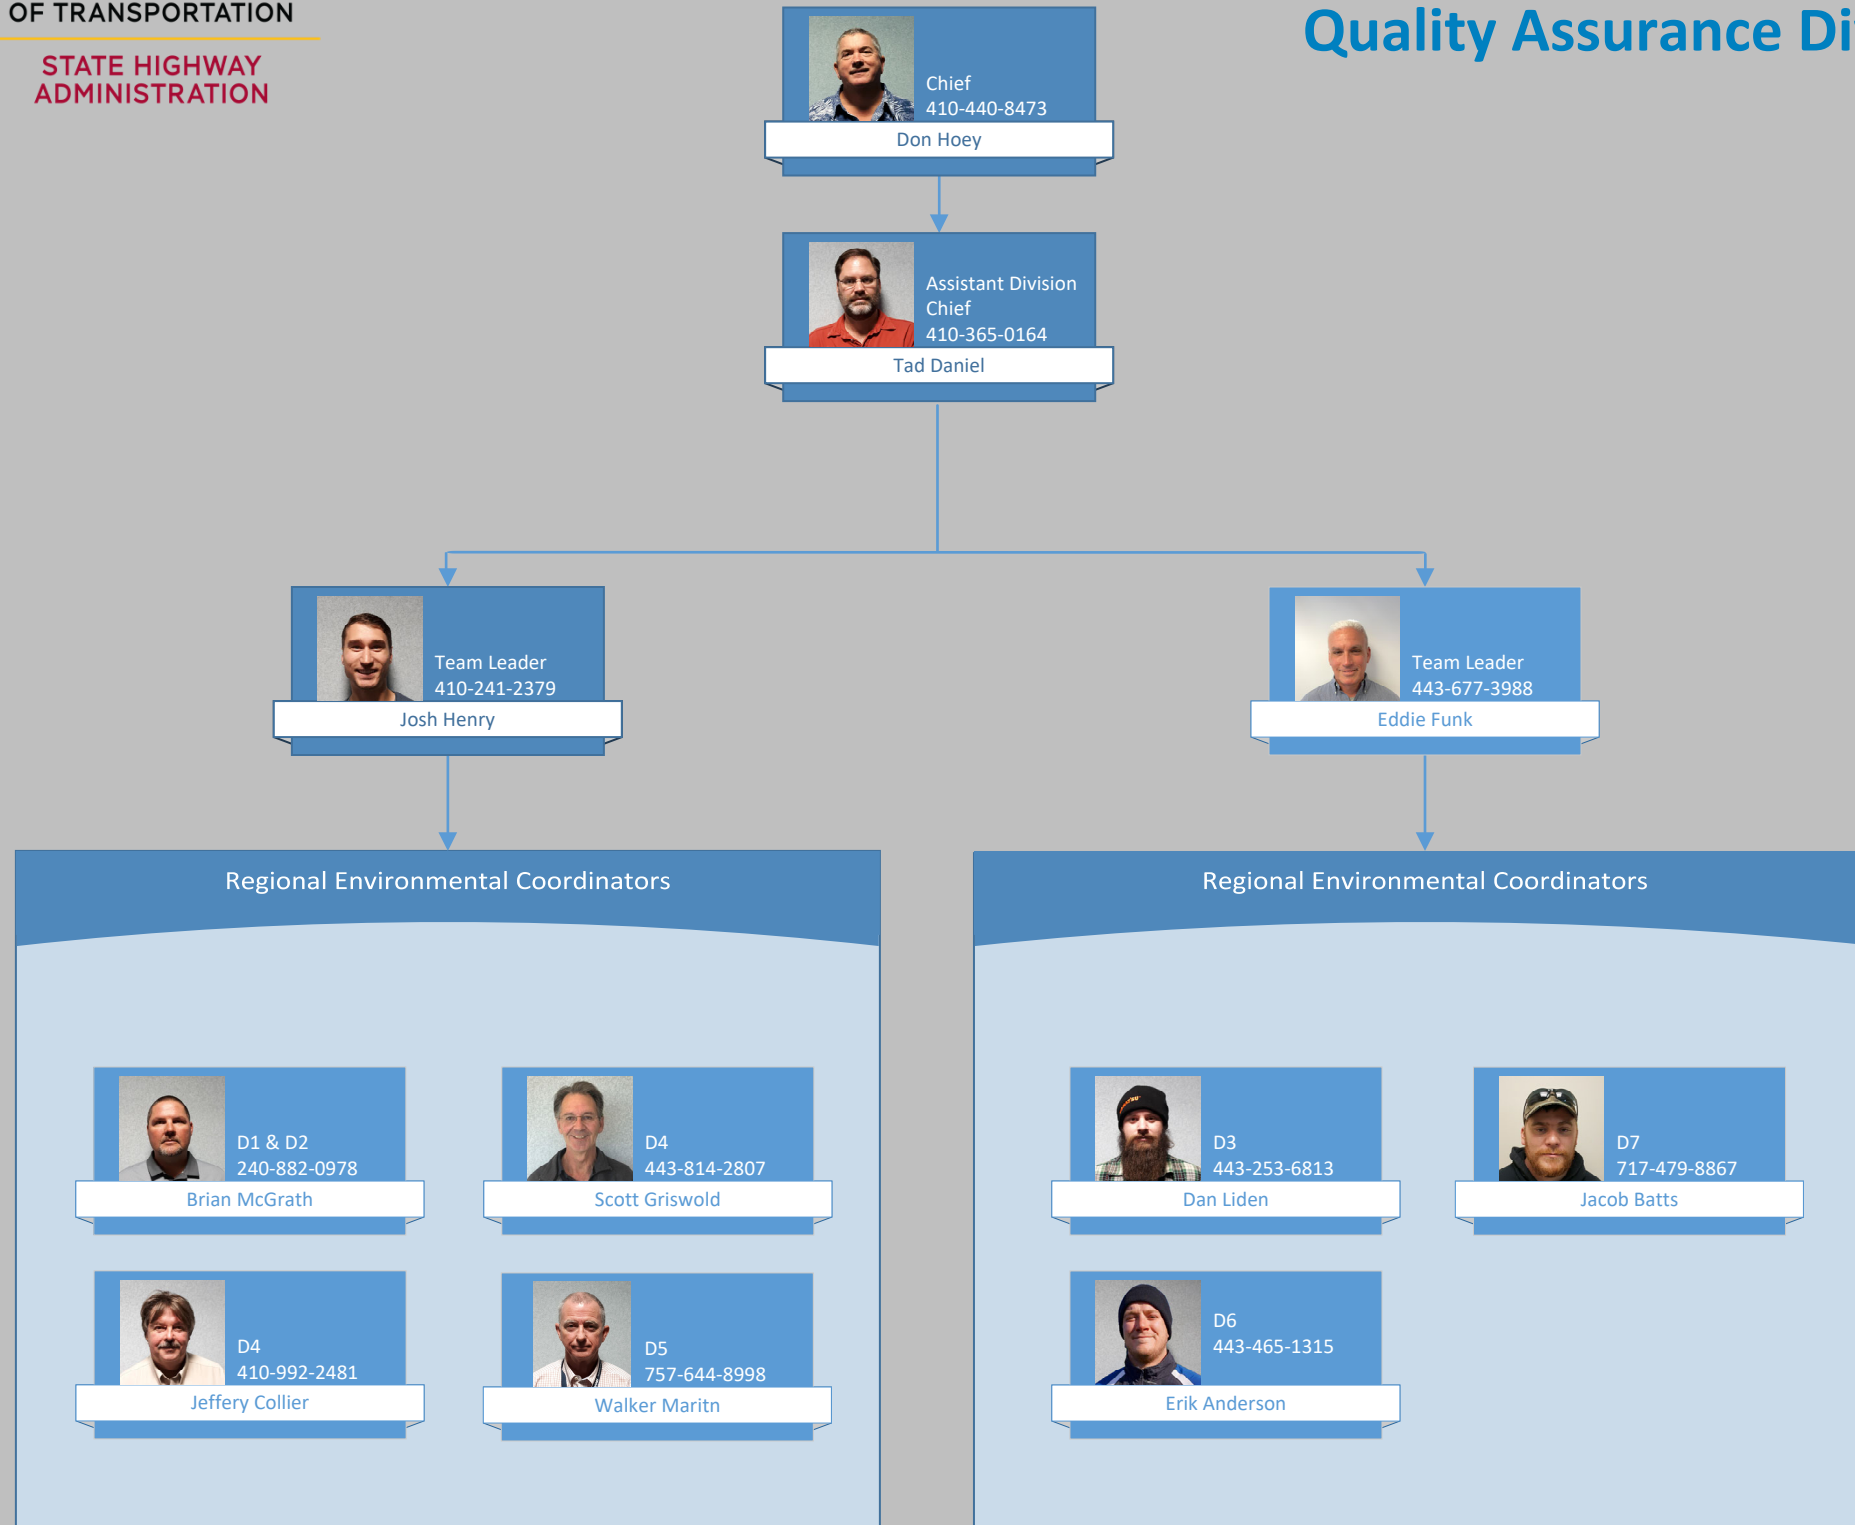 OF TRANSPORTATION
STATE HIGHWAY
ADMINISTRATION
Quality Assurance Di
Chief
410-440-8473
Don Hoey
Assistant Division
Chief
410-365-0164
Tad Daniel
Team Leader
410-241-2379
Josh Henry
Team Leader
443-677-3988
Eddie Funk
Regional Environmental Coordinators
D1 & D2
240-882-0978
Brian McGrath
D4
443-814-2807
Scott Griswold
D4
410-992-2481
Jeffery Collier
D5
757-644-8998
Walker Maritn
Regional Environmental Coordinators
D3
443-253-6813
Dan Liden
D7
717-479-8867
Jacob Batts
D6
443-465-1315
Erik Anderson